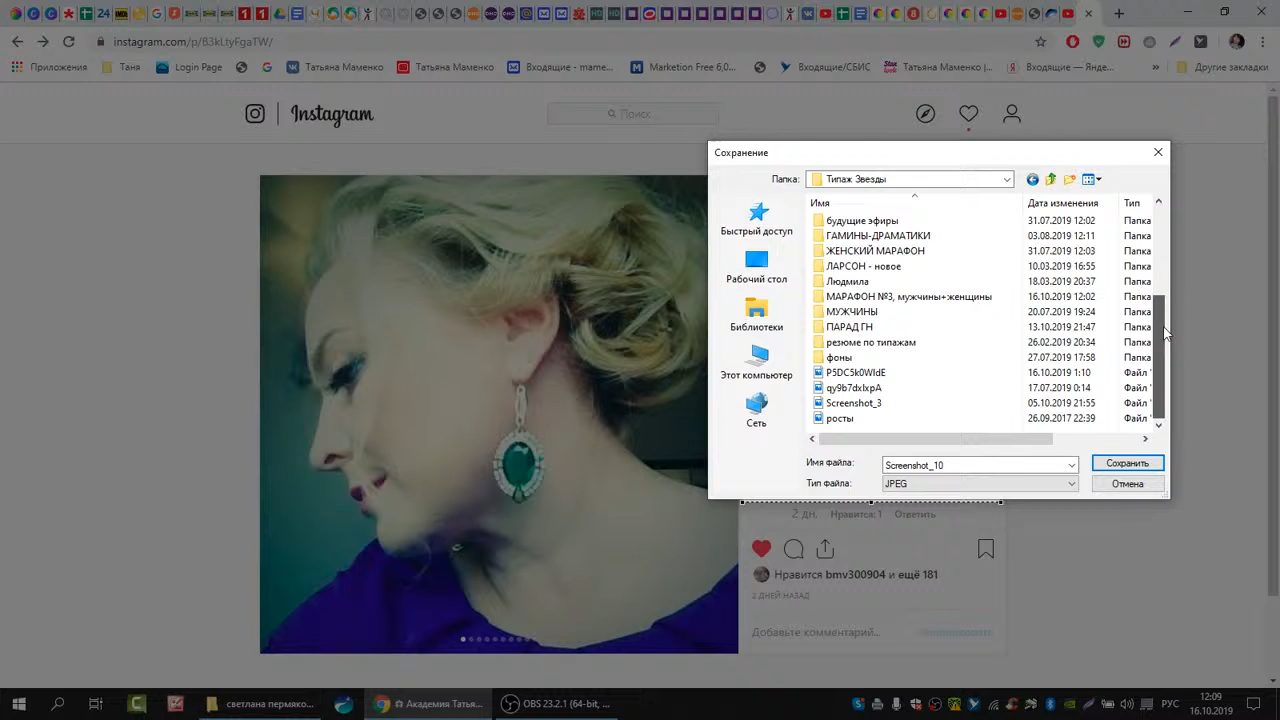 instagram.com/p/B3kLtyFgaTW/
Приложения
Таня
Login Page
Татьяна Маменко
Татьяна Маменко
Входящие - mame...
Marketion Free 6,0...
Входящие/СБИС
Татьяна Маменко |...
Входящие — Янде...
»
Другие закладки
Instagram
Поиск...
Сохранение
Папка:
Типаж Звезды
Имя
Дата изменения
Тип
Быстрый доступ
Рабочий стол
Библиотеки
Этот компьютер
Сеть
будущие эфиры 31.07.2019 12:02 Папка
ГАМИНЫ-ДРАМАТИКИ 03.08.2019 12:11 Папка
ЖЕНСКИЙ МАРАФОН 31.07.2019 12:03 Папка
ЛАРСОН - новое 10.03.2019 16:55 Папка
Людмила 18.03.2019 20:37 Папка
МАРАФОН №3, мужчины+женщины 16.10.2019 12:02 Папка
МУЖЧИНЫ 20.07.2019 19:24 Папка
ПАРАД ГН 13.10.2019 21:47 Папка
резюме по типажам 26.02.2019 20:34 Папка
фоны 27.07.2019 17:58 Папка
P5DC5k0WIdE 16.10.2019 1:10 Файл
qy9b7dxIxpA 17.07.2019 0:14 Файл
Screenshot_3 05.10.2019 21:55 Файл
росты 26.09.2017 22:39 Файл
Имя файла:
Screenshot_10
Сохранить
Тип файла:
JPEG
Отмена
2 дн. Нравится: 1 Ответить
Нравится bmv300904 и ещё 181
2 ДНЕЙ НАЗАД
Добавьте комментарий...
светлана пермяко...
Академия Татья...
OBS 23.2.1 (64-bit, ...
РУС
12:09
16.10.2019